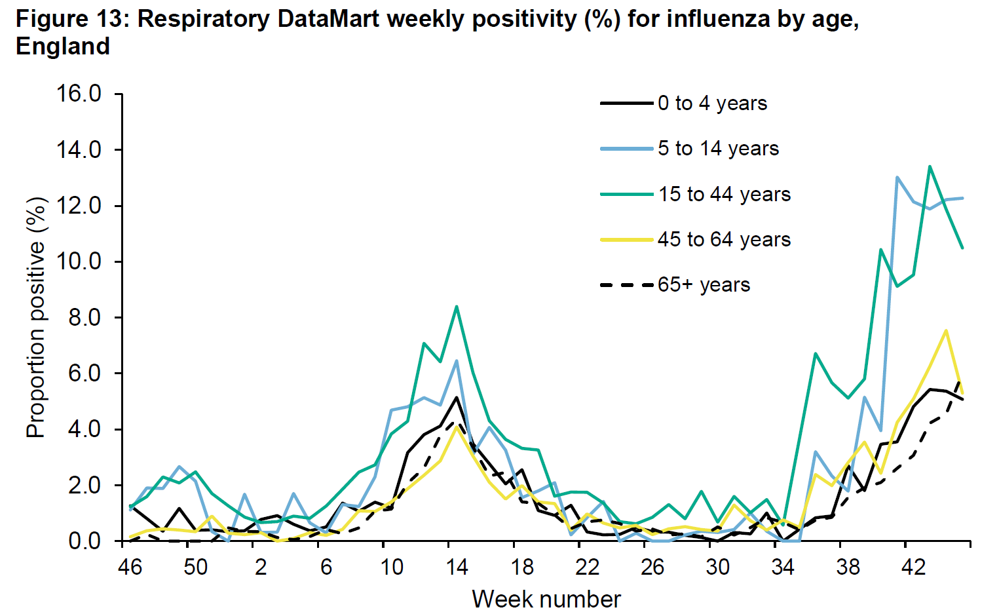 Figure 13: Respiratory DataMart weekly positivity (%) for influenza by age,
England
16.0
14.0
12.0
10.0
8.0
6.0
4.0
2.0
0.0
Proportion positive (%)
0 to 4 years
5 to 14 years
15 to 44 years
45 to 64 years
65+ years
46 50 2 6 10 14 18 22 26 30 34 38 42
Week number